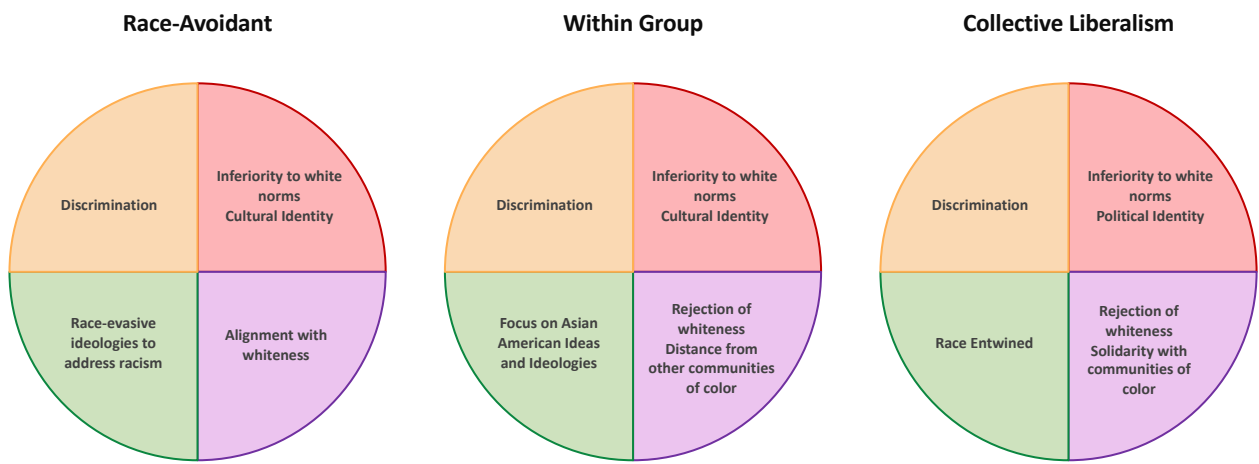 Race-Avoidant
Within Group
Collective Liberalism
Discrimination
Inferiority to white
norms
Cultural Identity
Race-evasive
ideologies to
address racism
Alignment with
whiteness
Discrimination
Inferiority to white
norms
Cultural Identity
Focus on Asian
American Ideas
and Ideologies
Rejection of
whiteness
Distance from
other communities
of color
Discrimination
Inferiority to white
norms
Political Identity
Race Entwined
Rejection of
whiteness
Solidarity with
communities of
color